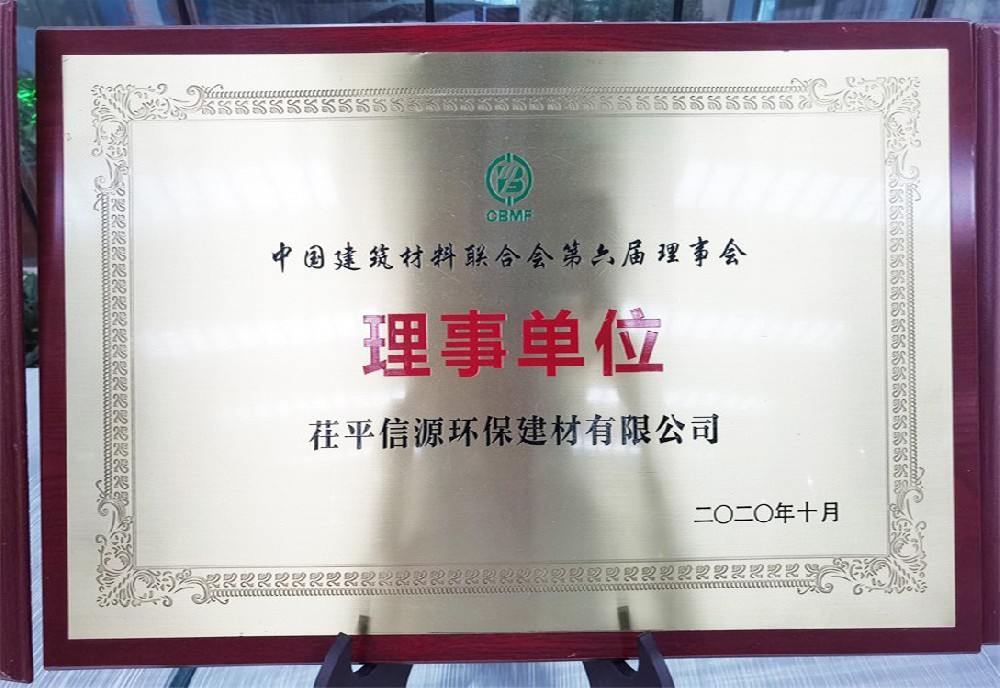 CBMF
中国建筑材料联合会第六届理事会
理事单位
茌平信源环保建材有限公司
二〇二〇年十月